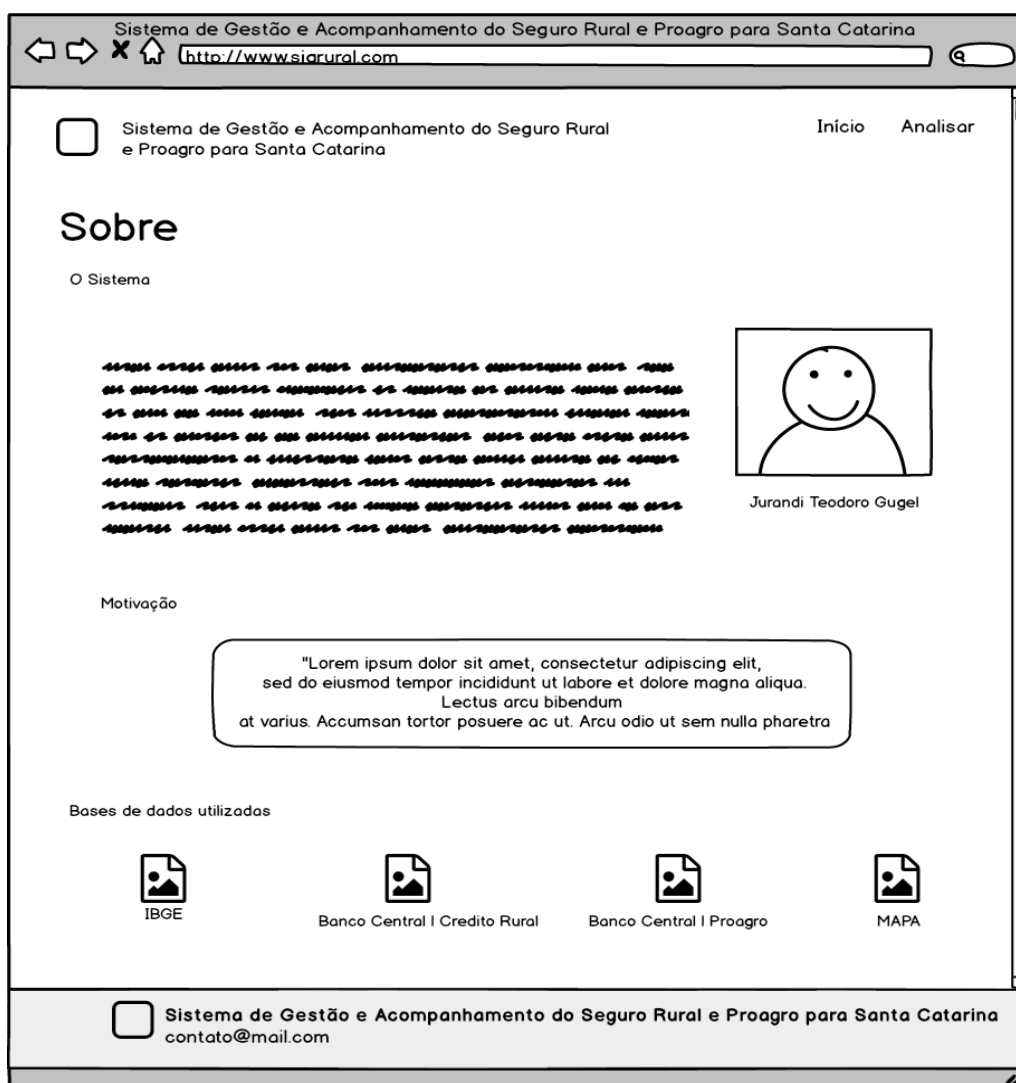 Sistema de Gestão e Acompanhamento do Seguro Rural e Proagro para Santa Catarina
http://www.sigrural.com
Sistema de Gestão e Acompanhamento do Seguro Rural
e Proagro para Santa Catarina
Início
Analisar
Sobre
O Sistema
Jurandi Teodoro Gugel
Motivação
"Lorem ipsum dolor sit amet, consectetur adipiscing elit,
sed do eiusmod tempor incididunt ut labore et dolore magna aliqua.
Lectus arcu bibendum
at varius. Accumsan tortor posuere ac ut. Arcu odio ut sem nulla pharetra
Bases de dados utilizadas
IBGE
Banco Central | Credito Rural
Banco Central | Proagro
MAPA
Sistema de Gestão e Acompanhamento do Seguro Rural e Proagro para Santa Catarina
contato@mail.com